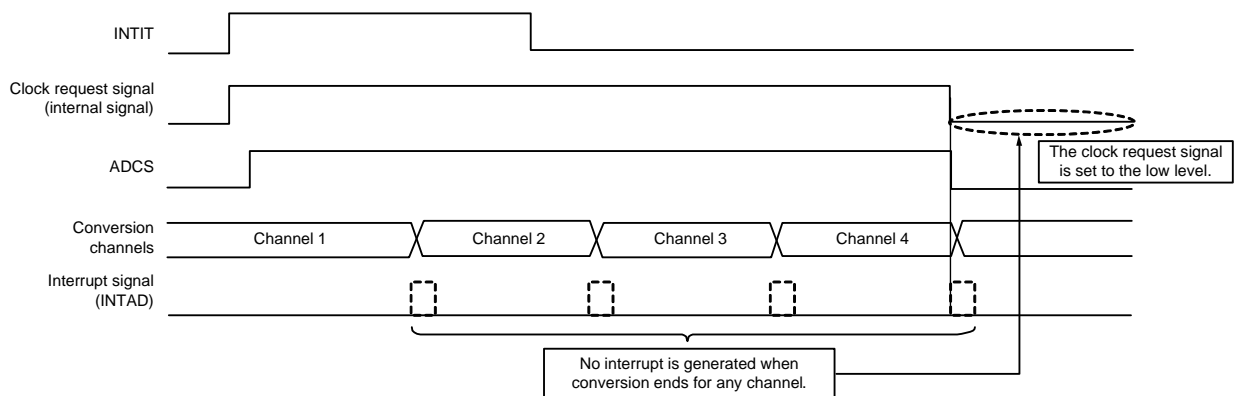 INTIT
Clock request signal
(internal signal)
The clock request signal
is set to the low level.
ADCS
Conversion
channels
Channel 1
Channel 2
Channel 3
Channel 4
Interrupt signal
(INTAD)
No interrupt is generated when
conversion ends for any channel.